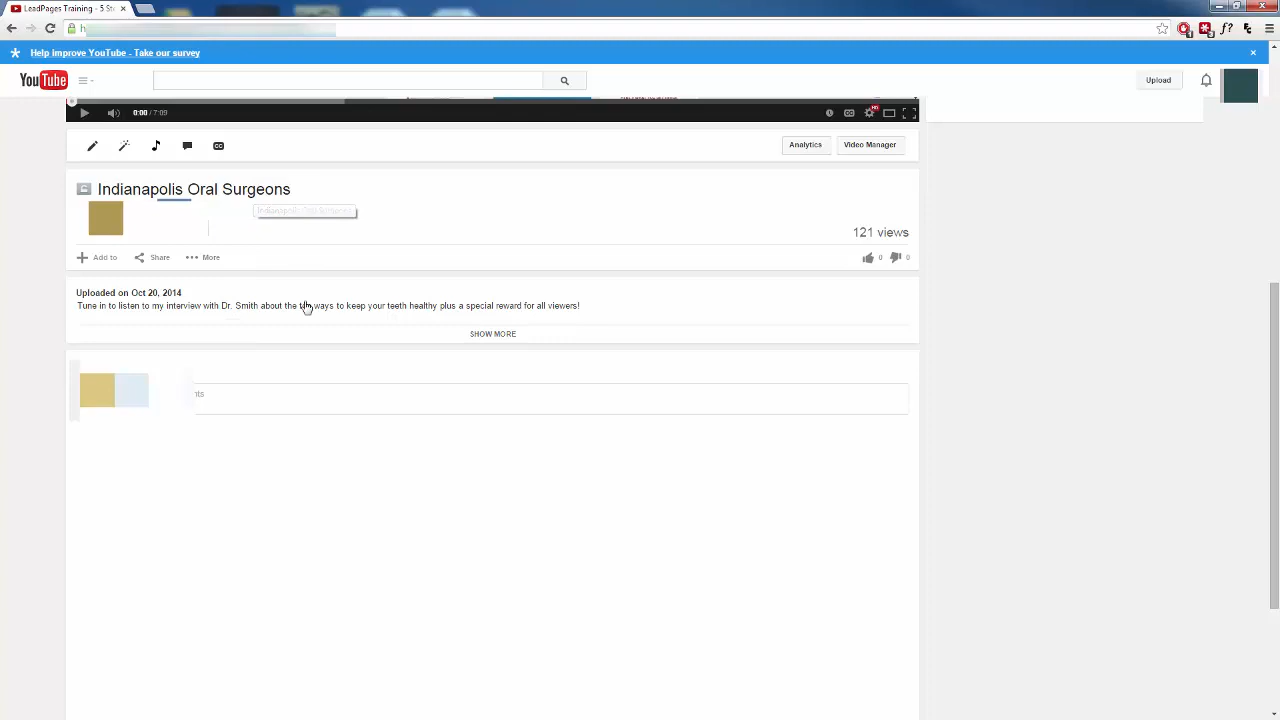 LeadPages Training - 5 St
Help improve YouTube - Take our survey
YouTube
Upload
0:00 / 7:09
Analytics
Video Manager
Indianapolis Oral Surgeons
Indianapolis Oral Surgeons
121 views
Add to
Share
More
0
0
Uploaded on Oct 20, 2014
Tune in to listen to my interview with Dr. Smith about the ways to keep your teeth healthy plus a special reward for all viewers!
SHOW MORE